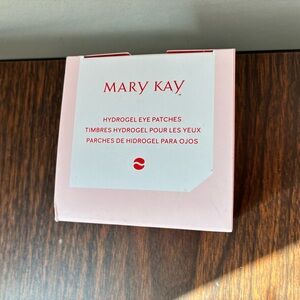 MARY KAY
HYDROGEL EYE PATCHES
TIMBRES HYDROGEL POUR LES YEUX
PARCHES DE HIDROGEL PARA OJOS